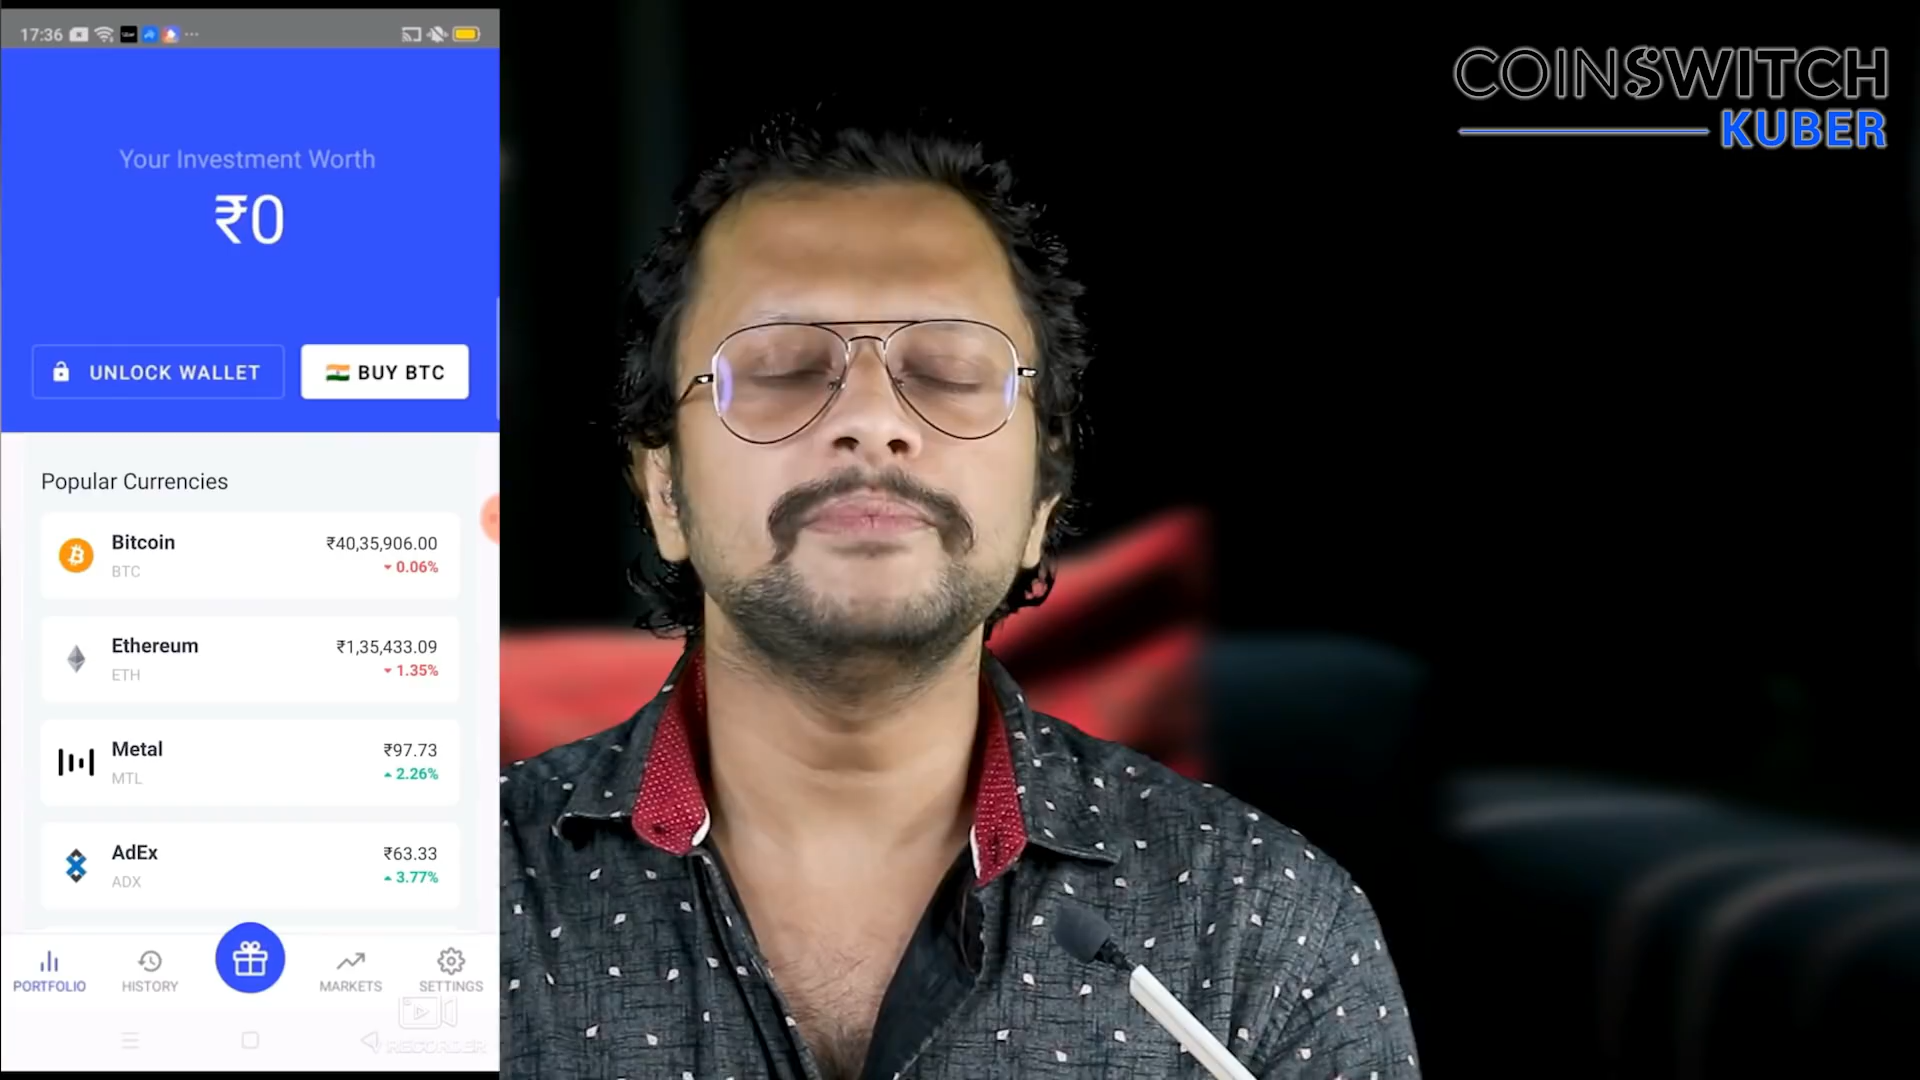 17:36
Your Investment Worth
₹0
UNLOCK WALLET
BUY BTC
Popular Currencies
Bitcoin
₹40,35,906.00
BTC
0.06%
Ethereum
₹1,35,433.09
ETH
1.35%
Metal
₹97.73
MTL
2.26%
AdEx
₹63.33
ADX
3.77%
PORTFOLIO
HISTORY
MARKETS
SETTINGS
RECORDER
COINSWITCH
KUBER